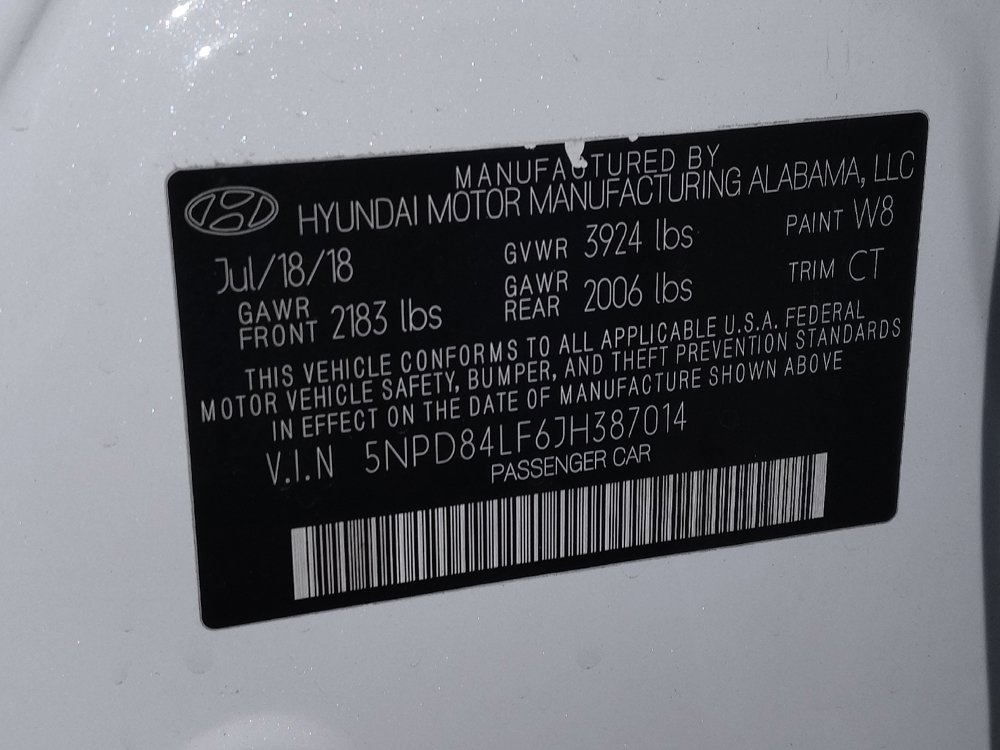 MANUFACTURED BY
HYUNDAI MOTOR MANUFACTURING ALABAMA, LLC
Jul/18/18 GVWR 3924 lbs PAINT W8
GAWR FRONT 2183 lbs GAWR REAR 2006 lbs TRIM CT
THIS VEHICLE CONFORMS TO ALL APPLICABLE U.S.A. FEDERAL
MOTOR VEHICLE SAFETY, BUMPER, AND THEFT PREVENTION STANDARDS
IN EFFECT ON THE DATE OF MANUFACTURE SHOWN ABOVE
V.I.N 5NPD84LF6JH387014
PASSENGER CAR